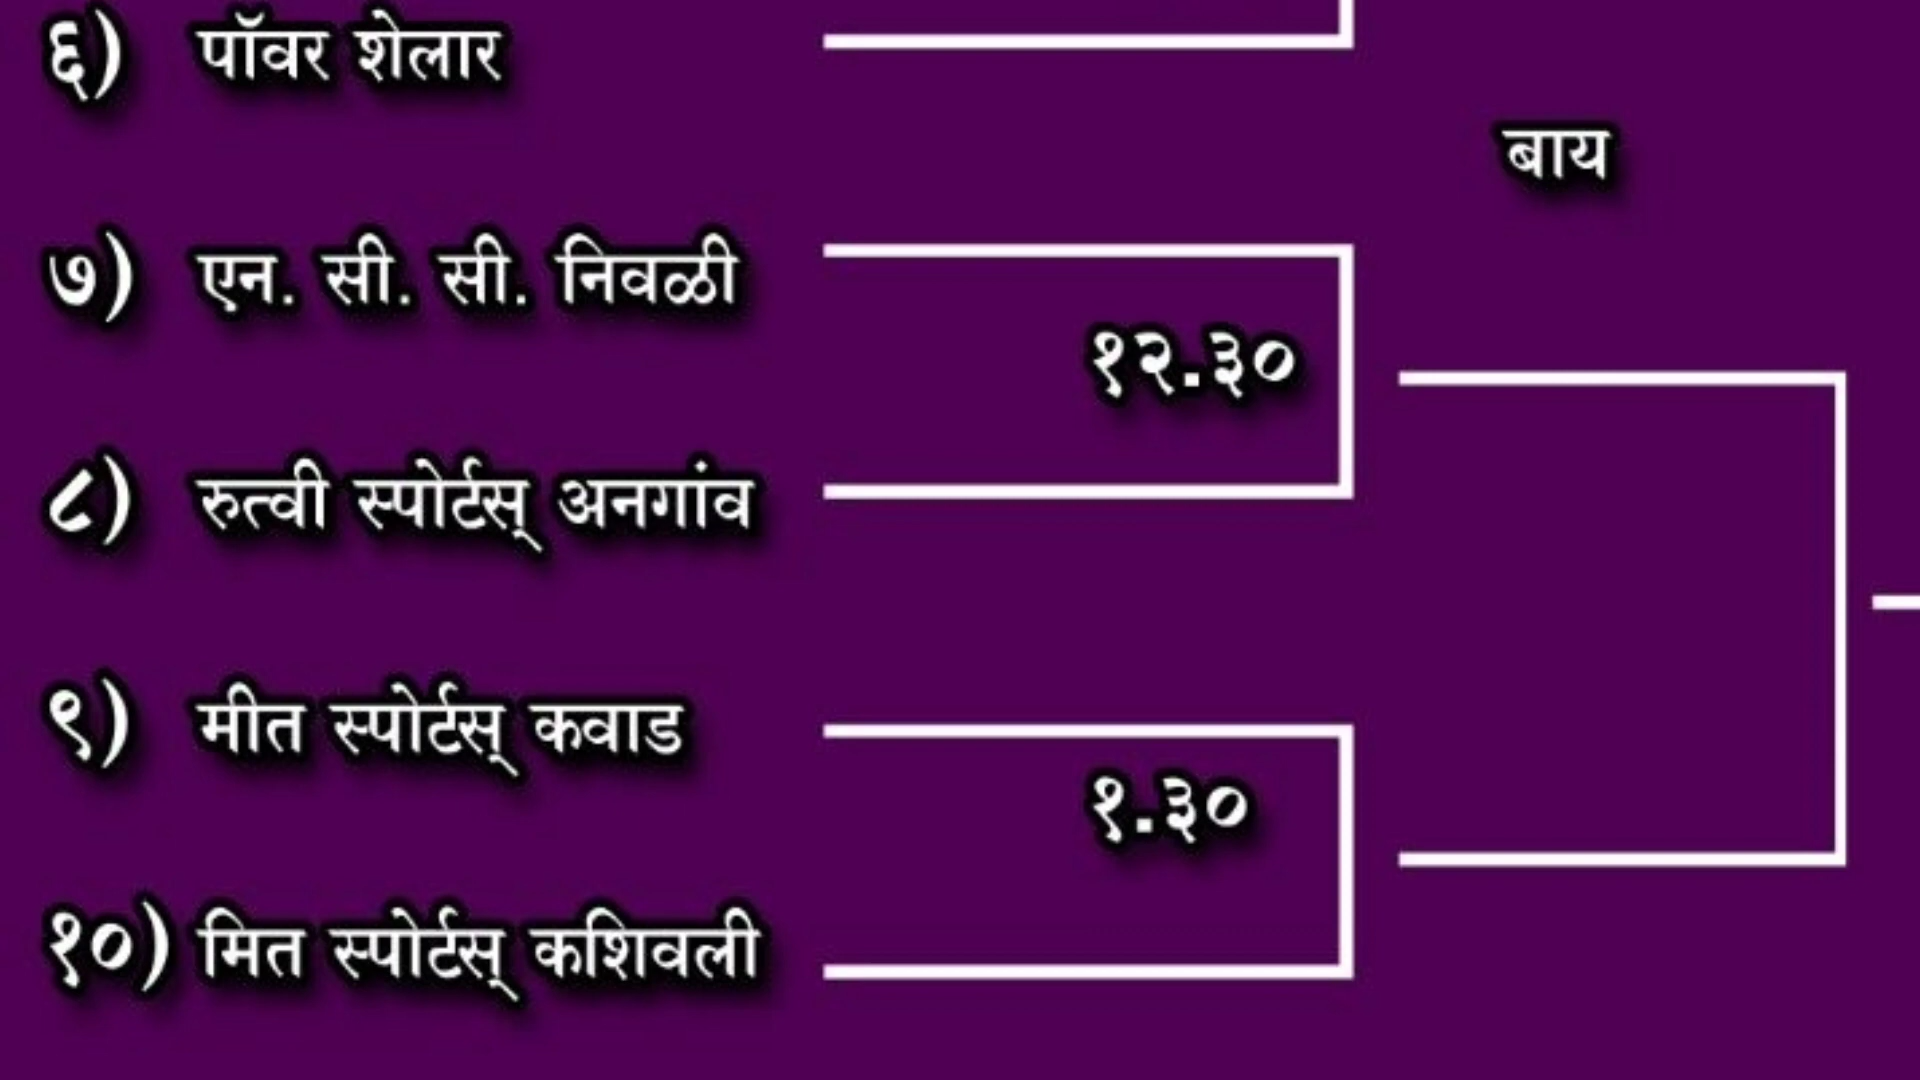 ६) पॉवर शेलार
बाय
७) एन. सी. सी. निवळी
१२.३०
८) रुत्वी स्पोर्टस् अनगांव
९) मीत स्पोर्टस् कवाड
१.३०
१०) मित स्पोर्टस् कशिवली